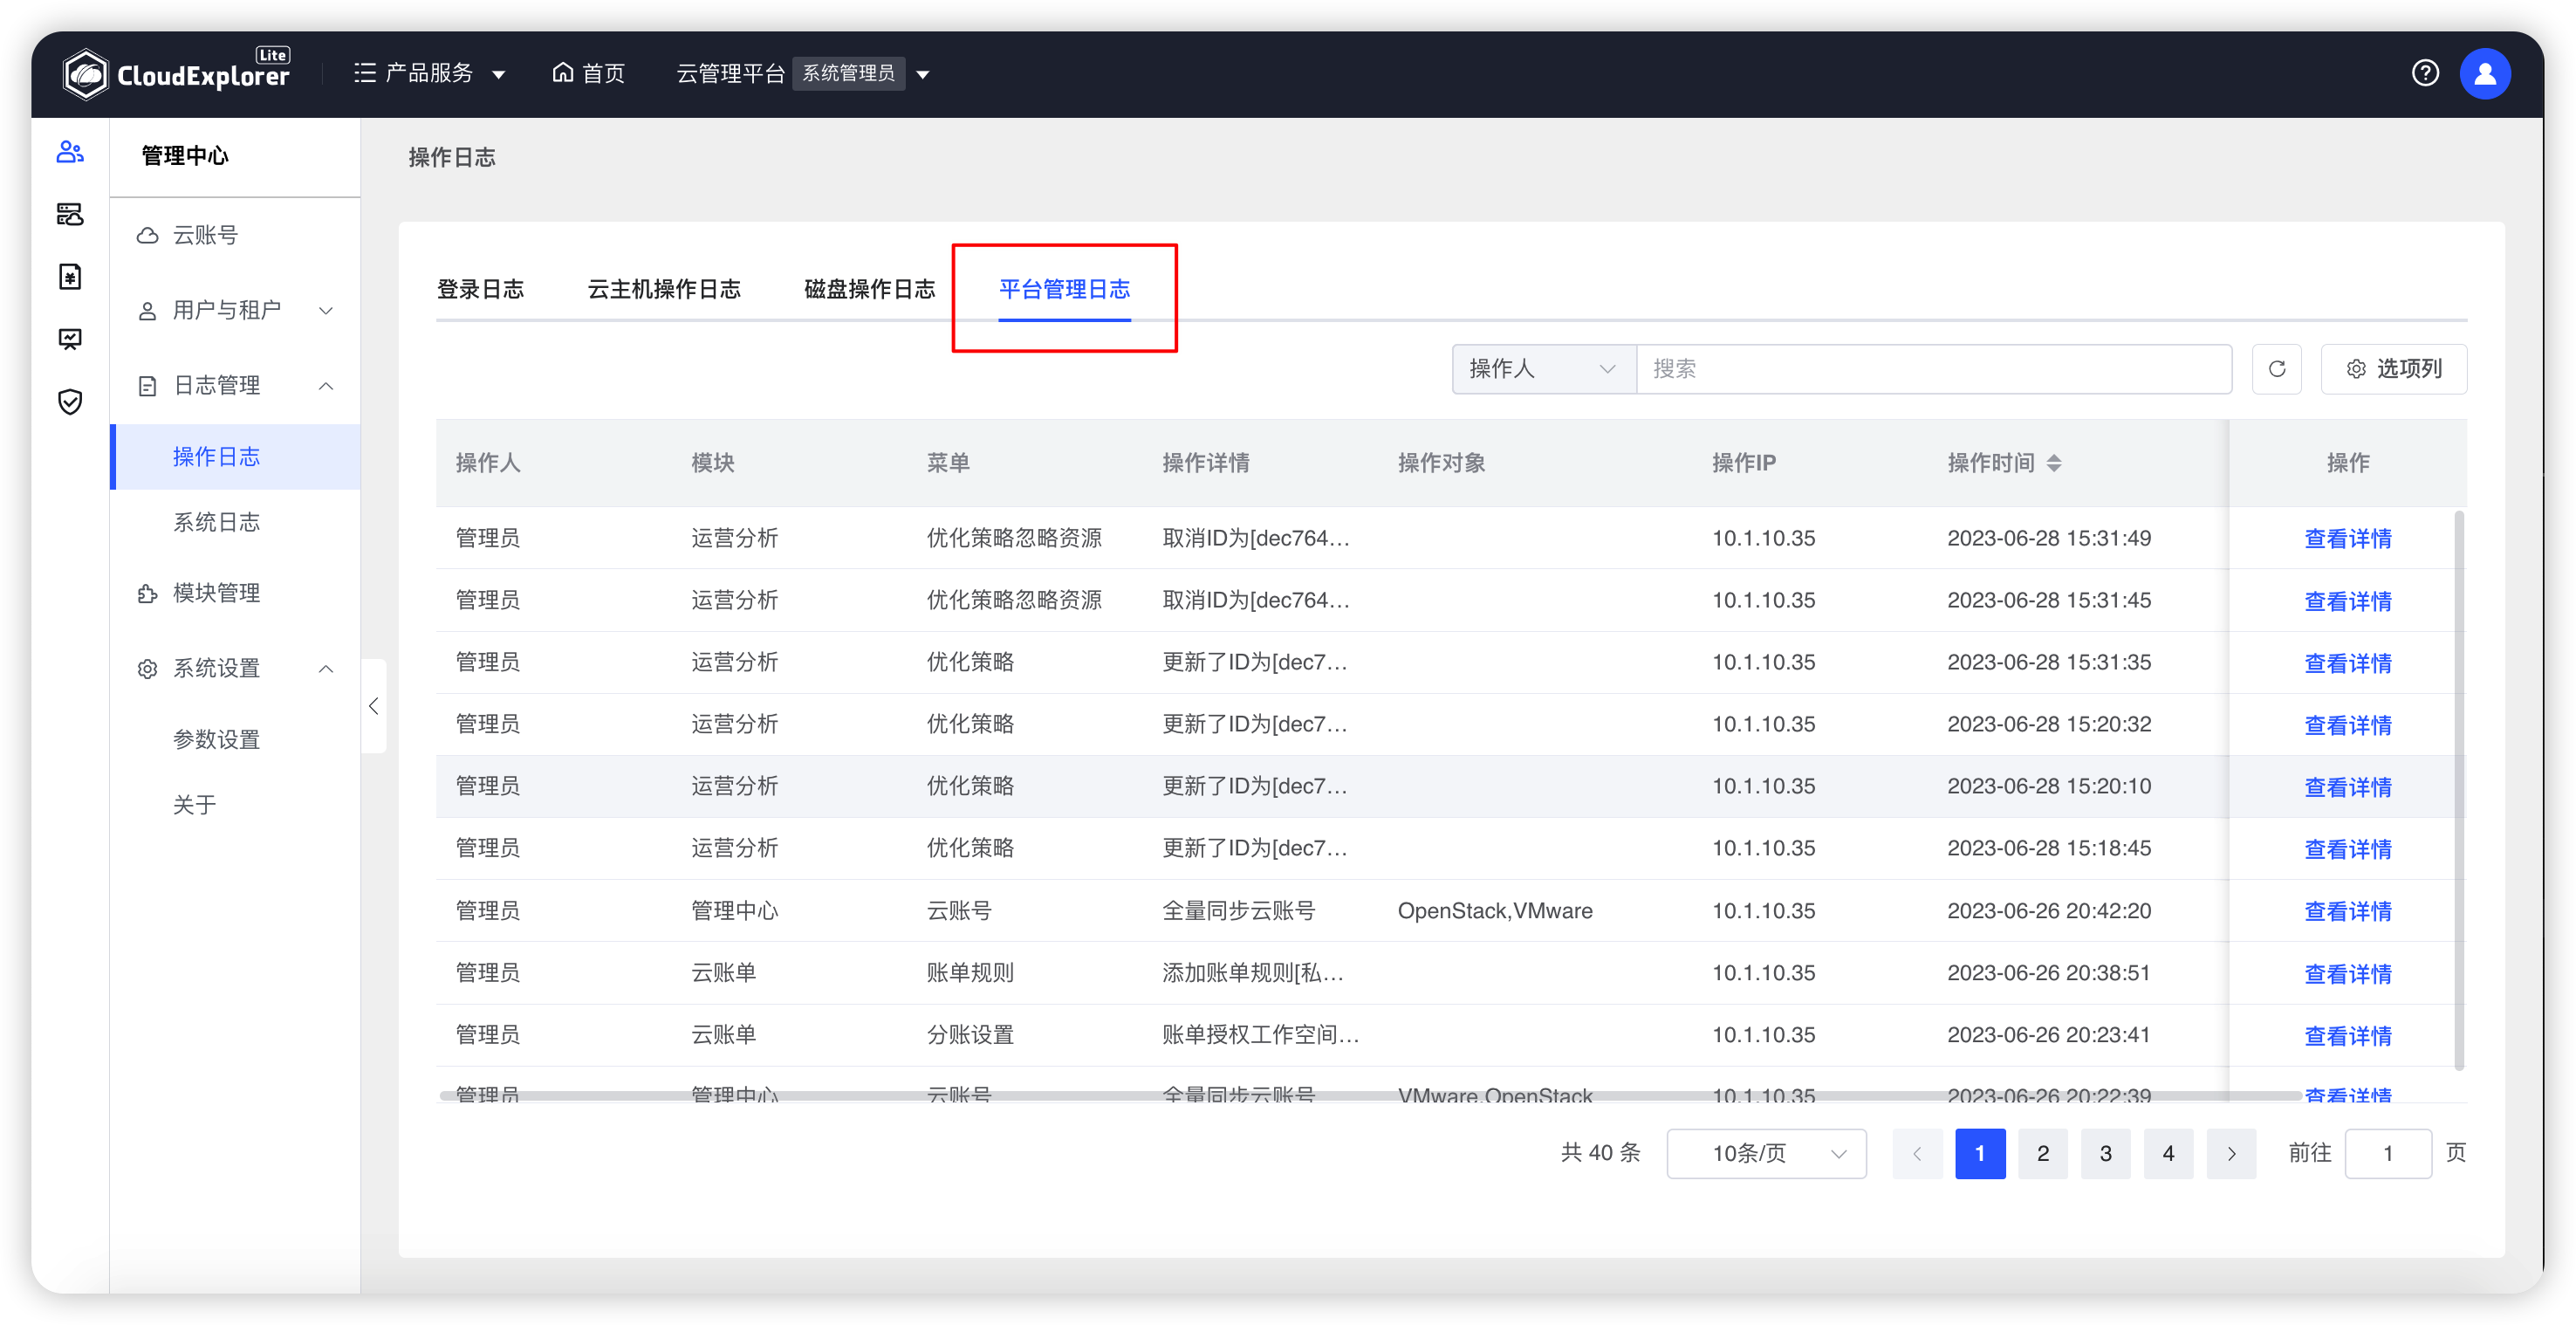 CloudExplorer Lite 产品服务 首页 云管理平台 系统管理员
管理中心
云账号
用户与租户
日志管理
操作日志
系统日志
模块管理
系统设置
参数设置
关于
操作日志
登录日志 云主机操作日志 磁盘操作日志 平台管理日志
操作人 搜索 选项列
操作人 模块 菜单 操作详情 操作对象 操作IP 操作时间 操作
管理员 运营分析 优化策略忽略资源 取消ID为[dec764... 10.1.10.35 2023-06-28 15:31:49 查看详情
管理员 运营分析 优化策略忽略资源 取消ID为[dec764... 10.1.10.35 2023-06-28 15:31:45 查看详情
管理员 运营分析 优化策略 更新了ID为[dec7... 10.1.10.35 2023-06-28 15:31:35 查看详情
管理员 运营分析 优化策略 更新了ID为[dec7... 10.1.10.35 2023-06-28 15:20:32 查看详情
管理员 运营分析 优化策略 更新了ID为[dec7... 10.1.10.35 2023-06-28 15:20:10 查看详情
管理员 运营分析 优化策略 更新了ID为[dec7... 10.1.10.35 2023-06-28 15:18:45 查看详情
管理员 管理中心 云账号 全量同步云账号 OpenStack,VMware 10.1.10.35 2023-06-26 20:42:20 查看详情
管理员 云账单 账单规则 添加账单规则[私... 10.1.10.35 2023-06-26 20:38:51 查看详情
管理员 云账单 分账设置 账单授权工作空间... 10.1.10.35 2023-06-26 20:23:41 查看详情
管理员 管理中心 云账号 全量同步云账号 VMware,OpenStack 10.1.10.35 2023-06-26 20:22:39 查看详情
共 40 条 10条/页 1 2 3 4 前往 1 页